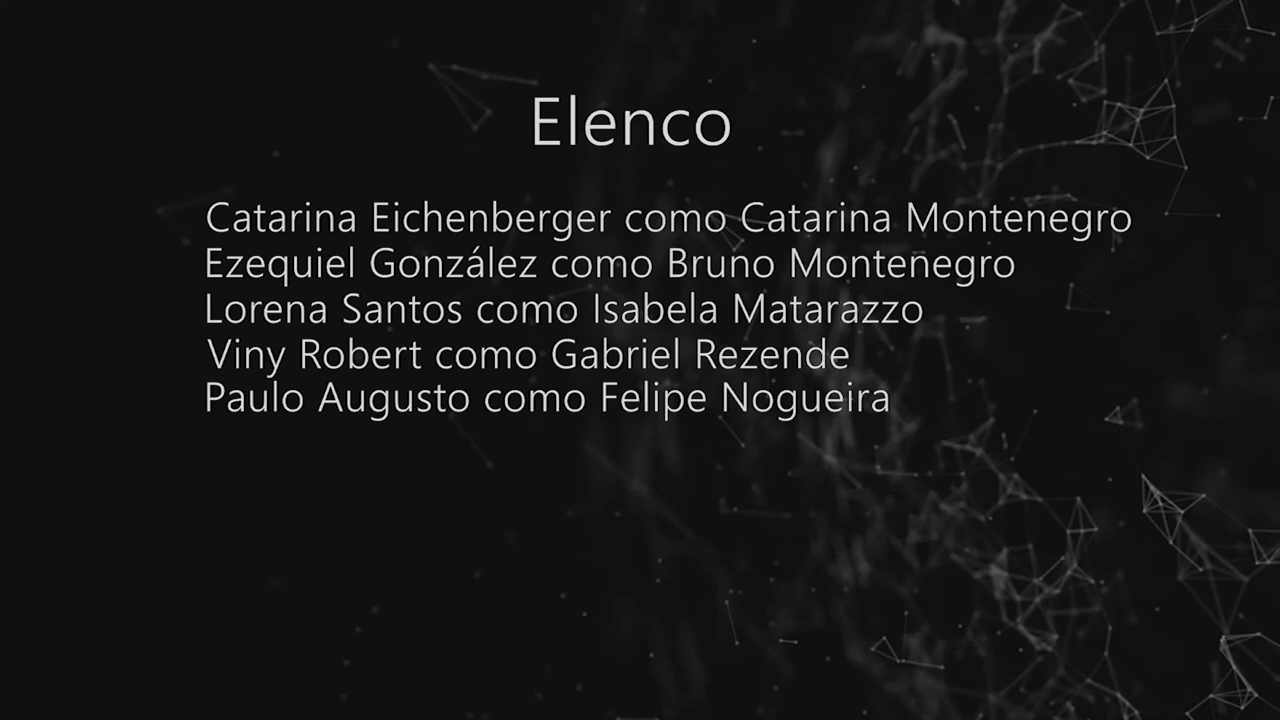 Elenco
Catarina Eichenberger como Catarina Montenegro
Ezequiel González como Bruno Montenegro
Lorena Santos como Isabela Matarazzo
Viny Robert como Gabriel Rezende
Paulo Augusto como Felipe Nogueira